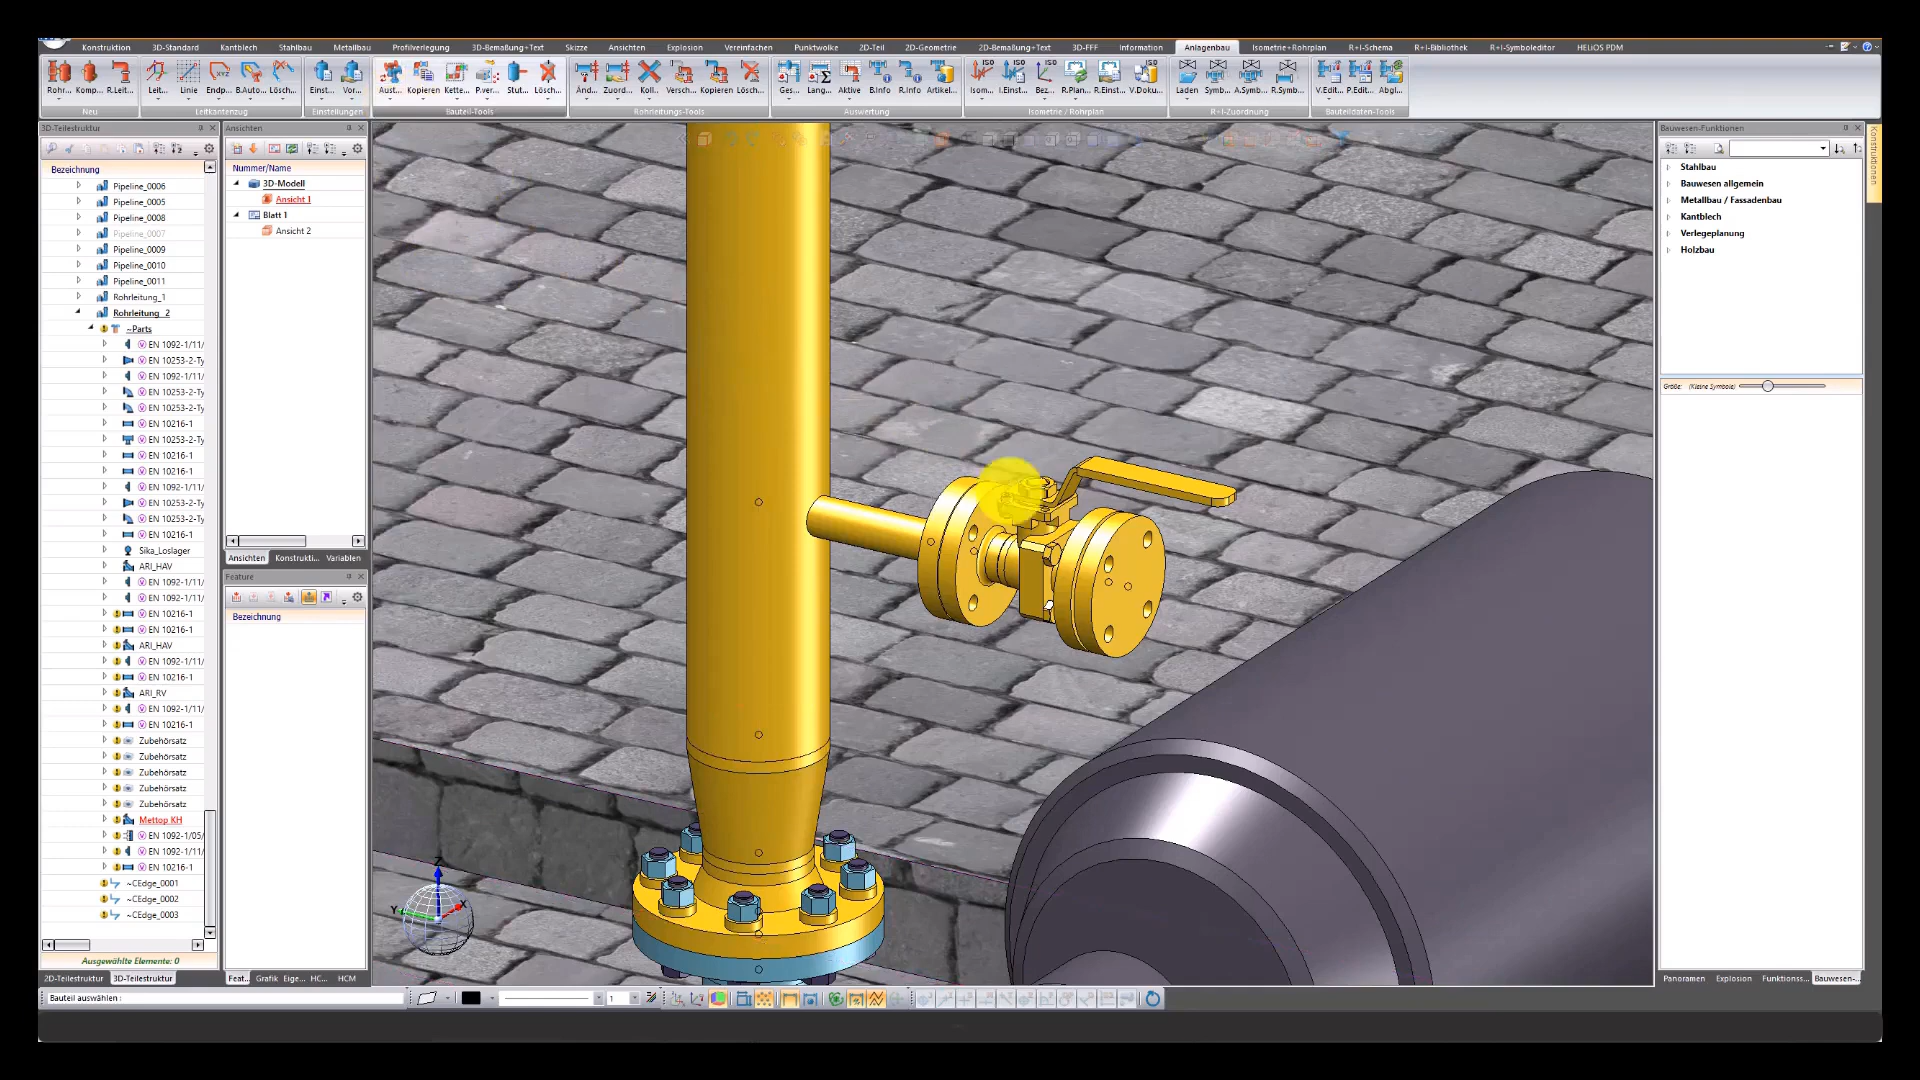 Konstruktion 3D-Standard Kantblech Stahlbau Metallbau Profilverlegung 3D-Bemaßung+Text Skizze Ansichten Explosion Vereinfachen Punktwolke 2D-Teil 2D-Geometrie 2D-Bemaßung+Text 3D-FFF Information Anlagenbau Isometrie+Rohrplan R+I-Schema R+I-Bibliothek R+I-Symboleditor HELiOS PDM
Rohr... Komp... R.Leit... Leit... Linie Endp... B.Auto... Lösch... Einst... Vor... Aust... Kopieren Kette... P.ver... Stut... Lösch... Änd... Zuord... Koll... Versch... Kopieren Lösch... Ges... Lang... Aktive B.Info R.Info Artikel... Isom... I.Einst... Bez... R.Plan... R.Einst... V.Doku... Laden Symb... A.Symb... R.Symb... V.Edit... P.Edit... Abgl...
Neu Leitkantenzug Einstellungen Bauteil-Tools Rohrleitungs-Tools Auswertung Isometrie / Rohrplan R+I-Zuordnung Bauteildaten-Tools
3D-Teilestruktur
Bezeichnung
Pipeline_0006
Pipeline_0005
Pipeline_0008
Pipeline_0007
Pipeline_0009
Pipeline_0010
Pipeline_0011
Rohrleitung_1
Rohrleitung_2
~Parts
EN 1092-1/11/
EN 10253-2-Ty
EN 1092-1/11/
EN 10253-2-Ty
EN 10253-2-Ty
EN 10216-1
EN 10253-2-Ty
EN 10216-1
EN 10216-1
EN 1092-1/11/
EN 10253-2-Ty
EN 10253-2-Ty
EN 10216-1
Sika_Loslager
ARI_HAV
EN 1092-1/11/
EN 1092-1/11/
EN 10216-1
EN 10216-1
ARI_HAV
EN 1092-1/11/
EN 10216-1
ARI_RV
EN 1092-1/11/
EN 10216-1
Zubehörsatz
Zubehörsatz
Zubehörsatz
Zubehörsatz
Zubehörsatz
Mettop KH
EN 1092-1/05/
EN 1092-1/11/
EN 10216-1
~CEdge_0001
~CEdge_0002
~CEdge_0003
Ausgewählte Elemente: 0
2D-Teilestruktur 3D-Teilestruktur
Ansichten
Nummer/Name
3D-Modell
Ansicht 1
Blatt 1
Ansicht 2
Ansichten Konstrukti... Variablen
Feature
Bezeichnung
Feat... Grafik Eige... HC... HCM
Z
Y
X
Bauwesen-Funktionen
Stahlbau
Bauwesen allgemein
Metallbau / Fassadenbau
Kantblech
Verlegeplanung
Holzbau
Größe: (Kleine Symbole)
Panoramen Explosion Funktionss... Bauwesen-...
Konstruktionen
Bauteil auswählen :
1